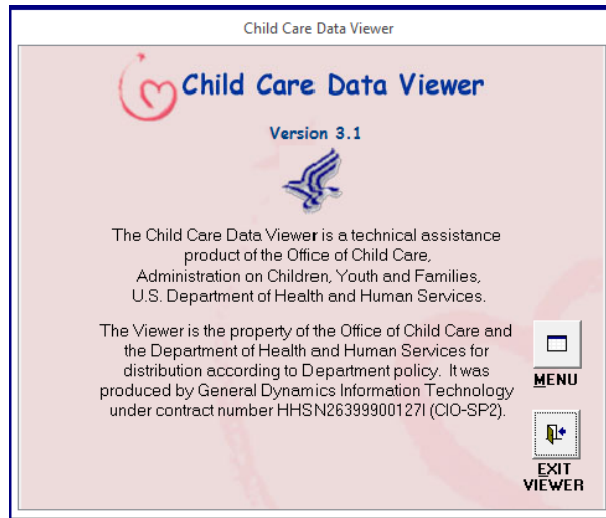 Child Care Data Viewer
Child Care Data Viewer
Version 3.1
The Child Care Data Viewer is a technical assistance
product of the Office of Child Care,
Administration on Children, Youth and Families,
U.S. Department of Health and Human Services.
The Viewer is the property of the Office of Child Care and
the Department of Health and Human Services for
distribution according to Department policy. It was
produced by General Dynamics Information Technology
under contract number HHSN26399900127I (CIO-SP2).
MENU
EXIT
VIEWER